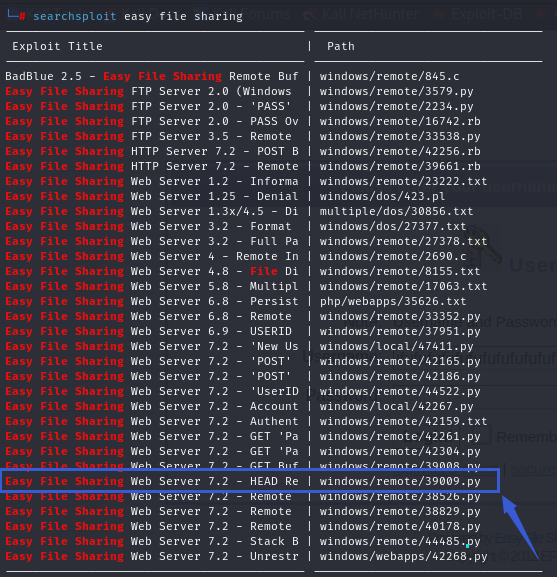 └─# searchsploit easy file sharing
Exploit Title | Path
BadBlue 2.5 - Easy File Sharing Remote Buf | windows/remote/845.c
Easy File Sharing FTP Server 2.0 (Windows | windows/remote/3579.py
Easy File Sharing FTP Server 2.0 - 'PASS' | windows/remote/2234.py
Easy File Sharing FTP Server 2.0 - PASS Ov | windows/remote/16742.rb
Easy File Sharing FTP Server 3.5 - Remote | windows/remote/33538.py
Easy File Sharing HTTP Server 7.2 - POST B | windows/remote/42256.rb
Easy File Sharing HTTP Server 7.2 - Remote | windows/remote/39661.rb
Easy File Sharing Web Server 1.2 - Informa | windows/remote/23222.txt
Easy File Sharing Web Server 1.25 - Denial | windows/dos/423.pl
Easy File Sharing Web Server 1.3x/4.5 - Di | multiple/dos/30856.txt
Easy File Sharing Web Server 3.2 - Format | windows/dos/27377.txt
Easy File Sharing Web Server 3.2 - Full Pa | windows/remote/27378.txt
Easy File Sharing Web Server 4 - Remote In | windows/remote/2690.c
Easy File Sharing Web Server 4.8 - File Di | windows/remote/8155.txt
Easy File Sharing Web Server 5.8 - Multipl | windows/remote/17063.txt
Easy File Sharing Web Server 6.8 - Persist | php/webapps/35626.txt
Easy File Sharing Web Server 6.8 - Remote | windows/remote/33352.py
Easy File Sharing Web Server 6.9 - USERID | windows/remote/37951.py
Easy File Sharing Web Server 7.2 - 'New Us | windows/local/47411.py
Easy File Sharing Web Server 7.2 - 'POST' | windows/remote/42165.py
Easy File Sharing Web Server 7.2 - 'POST' | windows/remote/42186.py
Easy File Sharing Web Server 7.2 - 'UserID | windows/remote/44522.py
Easy File Sharing Web Server 7.2 - Account | windows/local/42267.py
Easy File Sharing Web Server 7.2 - Authent | windows/remote/42159.txt
Easy File Sharing Web Server 7.2 - GET 'Pa | windows/remote/42261.py
Easy File Sharing Web Server 7.2 - GET 'Pa | windows/remote/42304.py
Easy File Sharing Web Server 7.2 - GET Buf | windows/remote/39008.py
Easy File Sharing Web Server 7.2 - HEAD Re | windows/remote/39009.py
Easy File Sharing Web Server 7.2 - Remote | windows/remote/38526.py
Easy File Sharing Web Server 7.2 - Remote | windows/remote/38829.py
Easy File Sharing Web Server 7.2 - Remote | windows/remote/40178.py
Easy File Sharing Web Server 7.2 - Stack B | windows/remote/44485.py
Easy File Sharing Web Server 7.2 - Unrestr | windows/webapps/42268.py